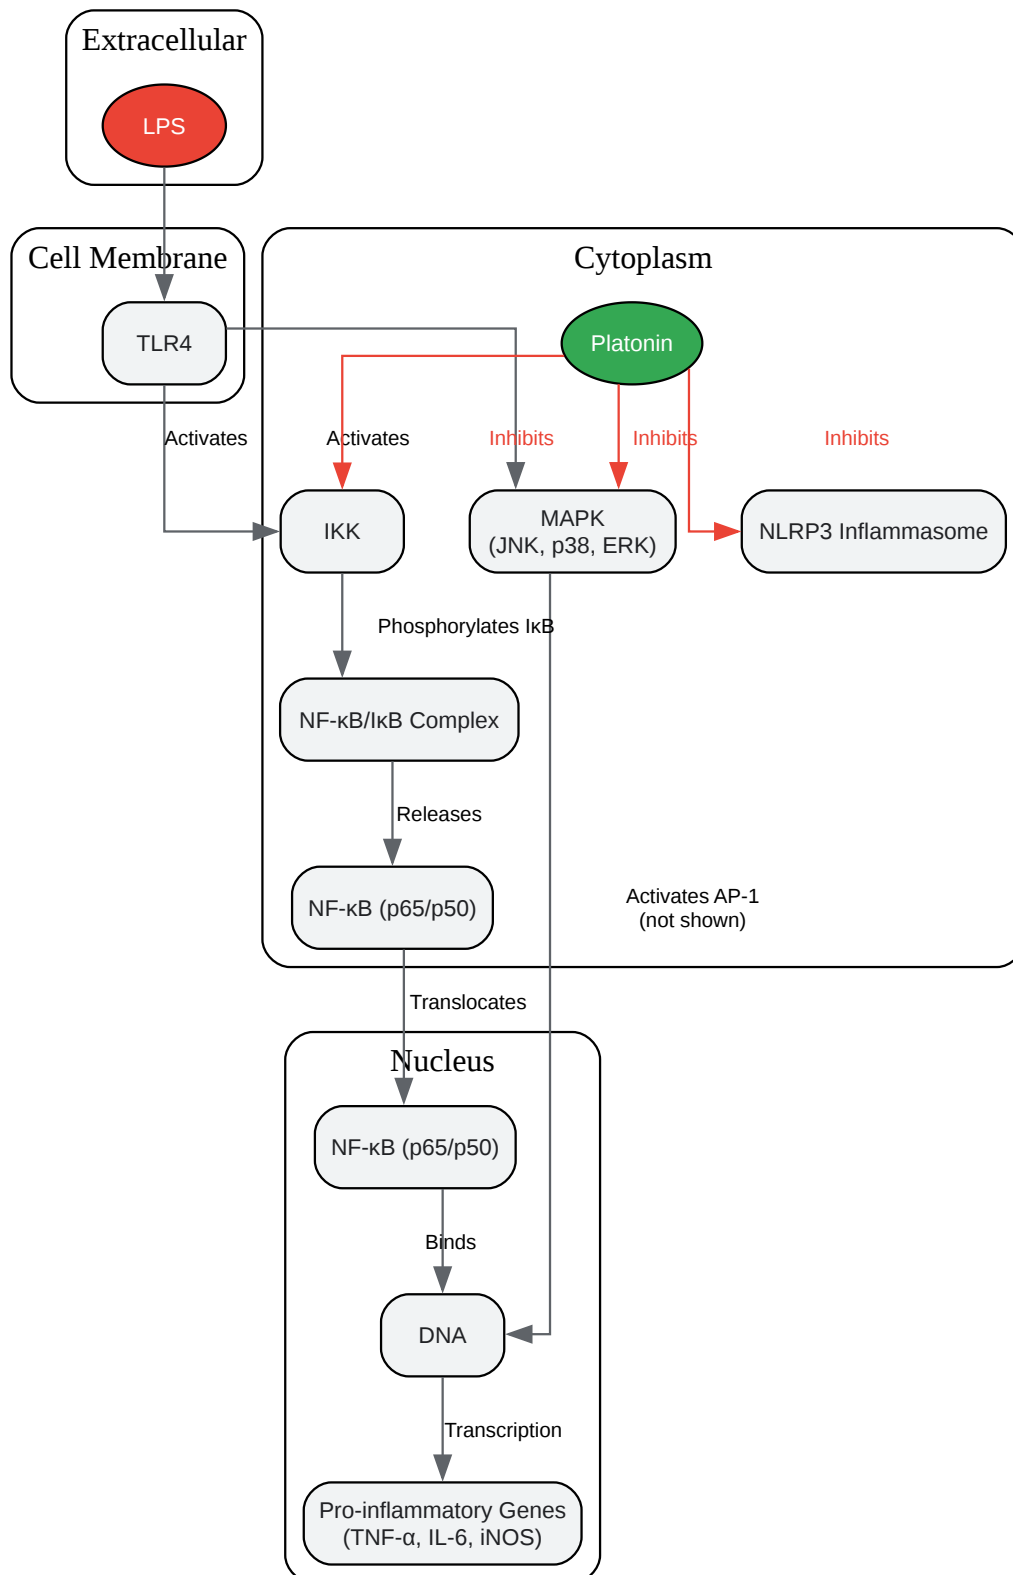 Extracellular
LPS
Cell Membrane
Cytoplasm
TLR4
Platonin
Activates
Activates
Inhibits
Inhibits
Inhibits
IKK
MAPK
(JNK, p38, ERK)
NLRP3 Inflammasome
Phosphorylates IκB
NF-κB/IκB Complex
Releases
NF-κB (p65/p50)
Activates AP-1
(not shown)
Translocates
Nucleus
NF-κB (p65/p50)
Binds
DNA
Transcription
Pro-inflammatory Genes
(TNF-α, IL-6, iNOS)